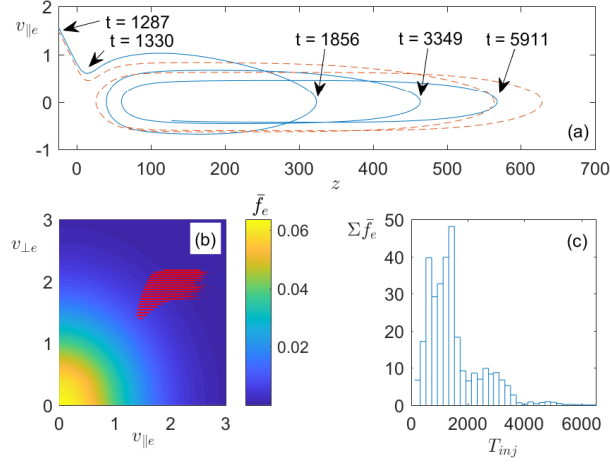 v∥e
t = 1287
t = 1330
t = 1856
t = 3349
t = 5911
1
0
-1
(a)
0 100 200 300 400 500 600 700
z
f̄e
3
2
1
0
v⊥e
(b)
0.06
0.04
0.02
0 1 2 3
v∥e
50
40
30
20
10
0
Σf̄e
(c)
0 2000 4000 6000
Tinj